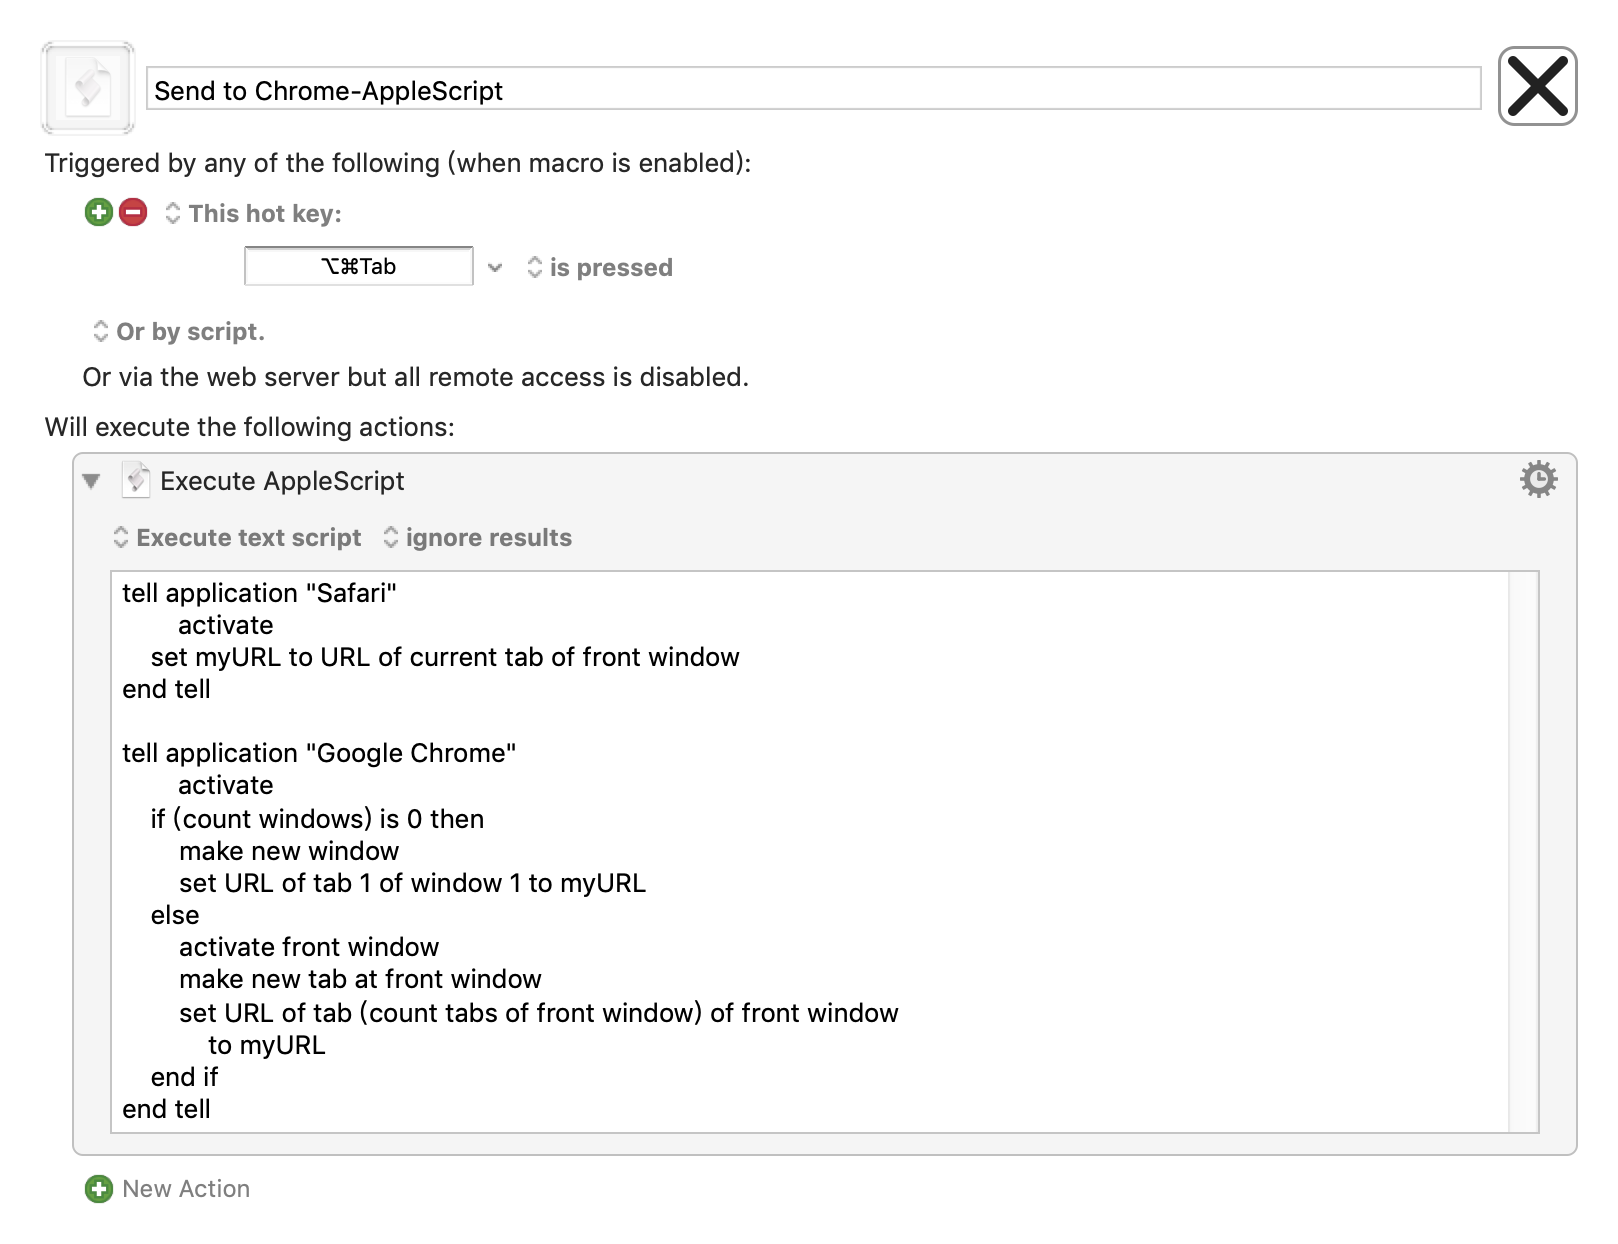 Send to Chrome-AppleScript
Triggered by any of the following (when macro is enabled):
This hot key:
⌥⌘Tab
is pressed
Or by script.
Or via the web server but all remote access is disabled.
Will execute the following actions:
Execute AppleScript
Execute text script ignore results
tell application "Safari"
activate
set myURL to URL of current tab of front window
end tell
tell application "Google Chrome"
activate
if (count windows) is 0 then
make new window
set URL of tab 1 of window 1 to myURL
else
activate front window
make new tab at front window
set URL of tab (count tabs of front window) of front window
to myURL
end if
end tell
New Action